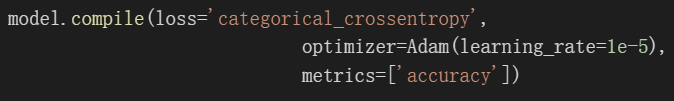 model.compile(loss='categorical_crossentropy',
optimizer=Adam(learning_rate=1e-5),
metrics=['accuracy'])